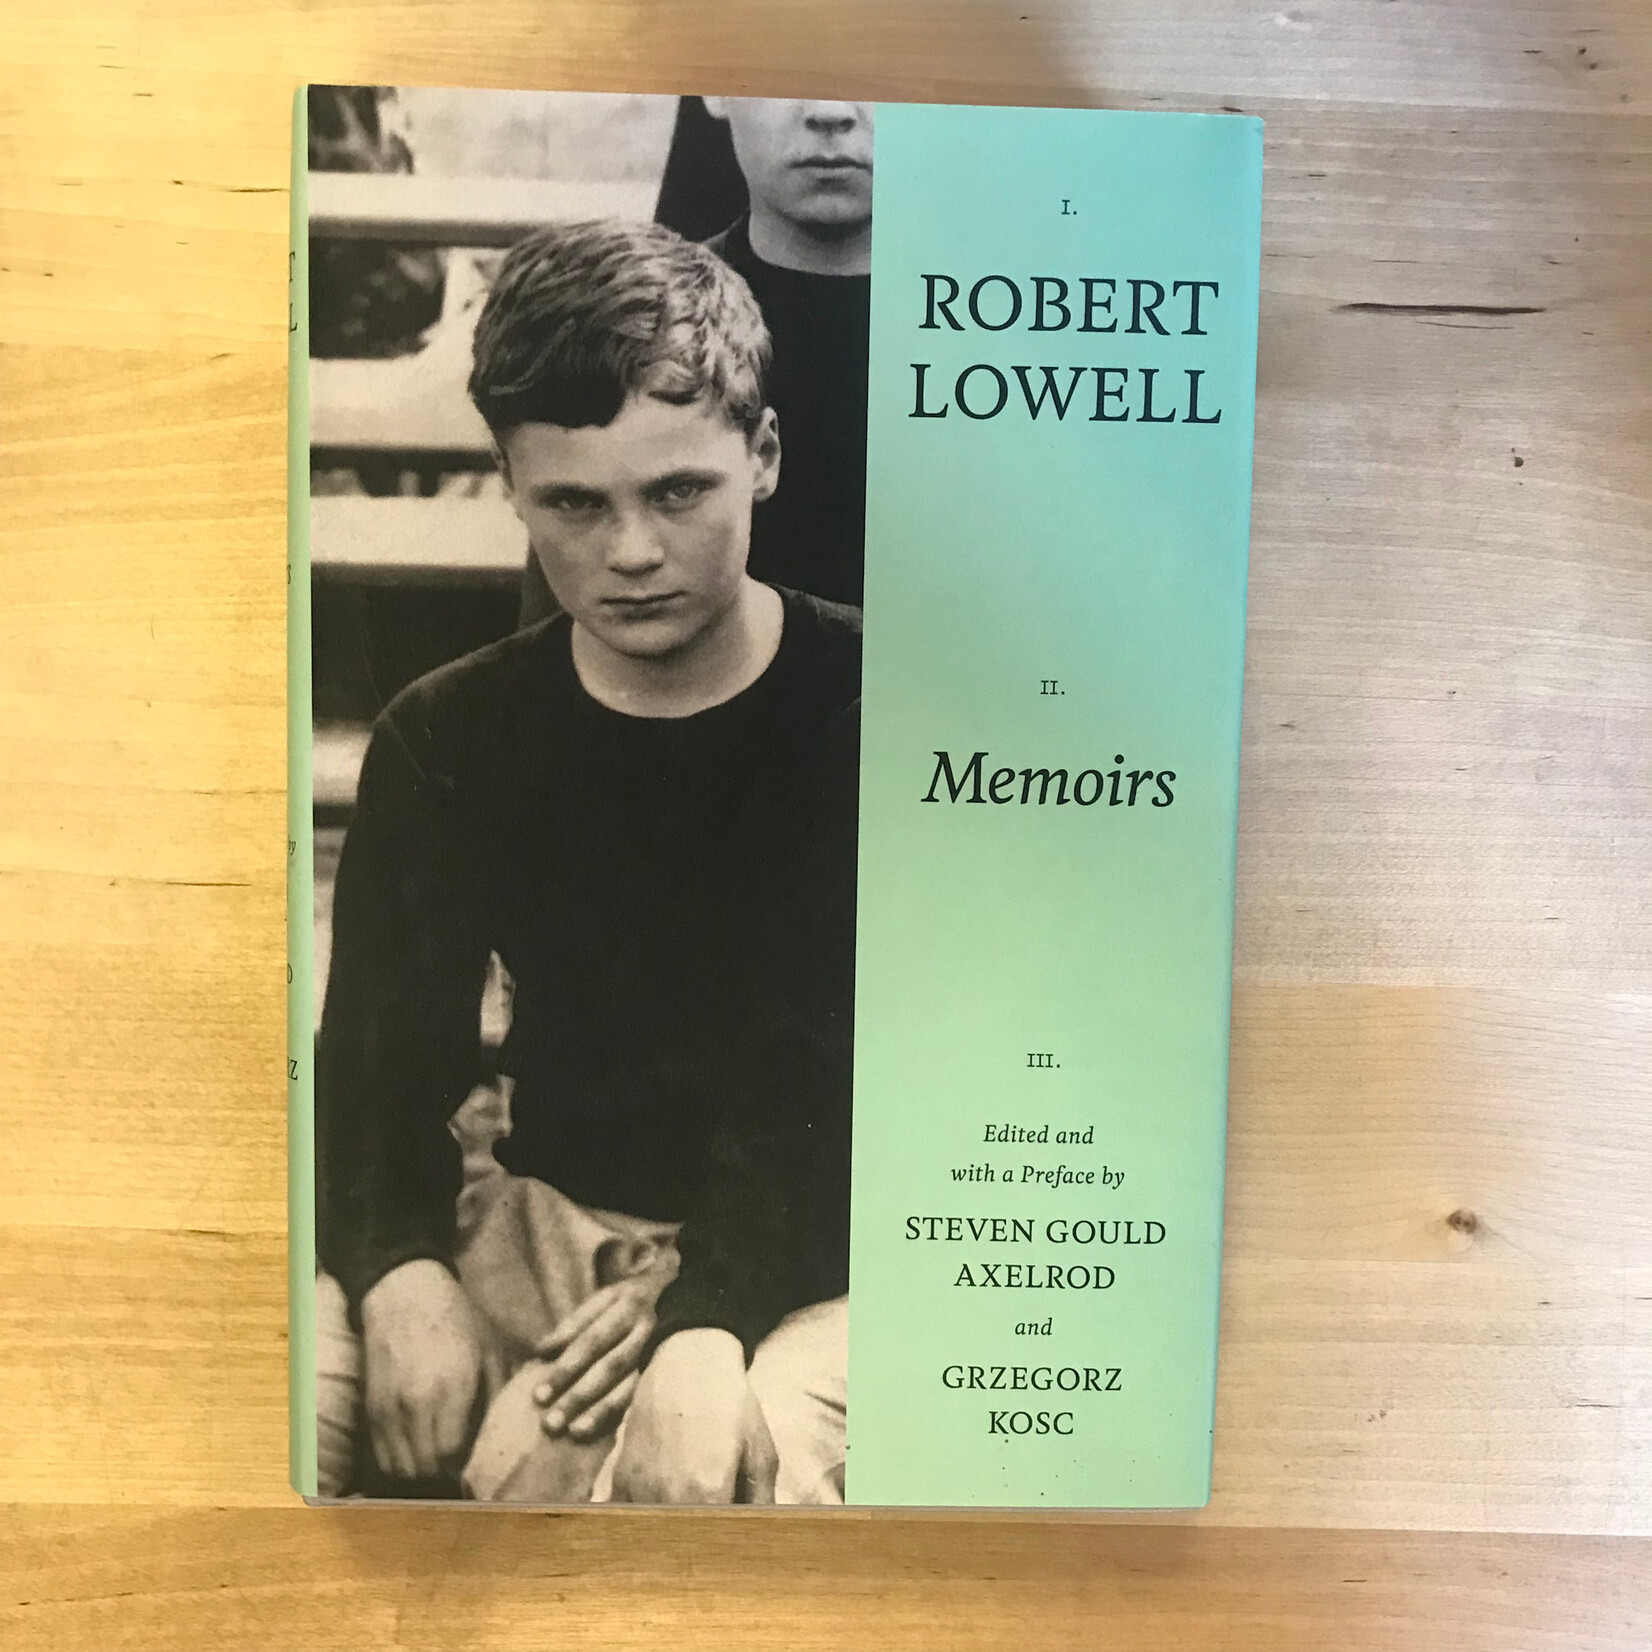 I.
ROBERT
LOWELL
II.
Memoirs
III.
Edited and
with a Preface by
STEVEN GOULD
AXELROD
and
GRZEGORZ
KOSC